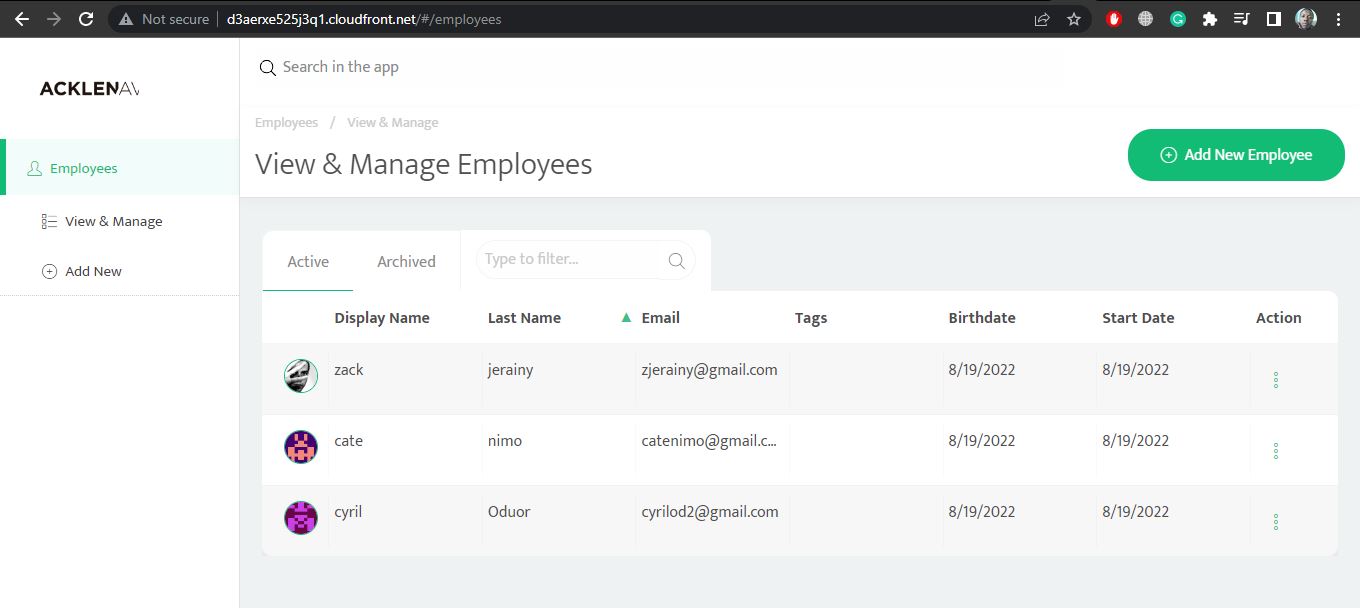 Not secure d3aerxe525j3q1.cloudfront.net/#/employees
ACKLENAV
Search in the app
Employees / View & Manage
View & Manage Employees
Add New Employee
Employees
View & Manage
Add New
Active Archived Type to filter...
Display Name Last Name Email Tags Birthdate Start Date Action
zack jerainy zjerainy@gmail.com 8/19/2022 8/19/2022
cate nimo catenimo@gmail.c... 8/19/2022 8/19/2022
cyril Oduor cyrilod2@gmail.com 8/19/2022 8/19/2022